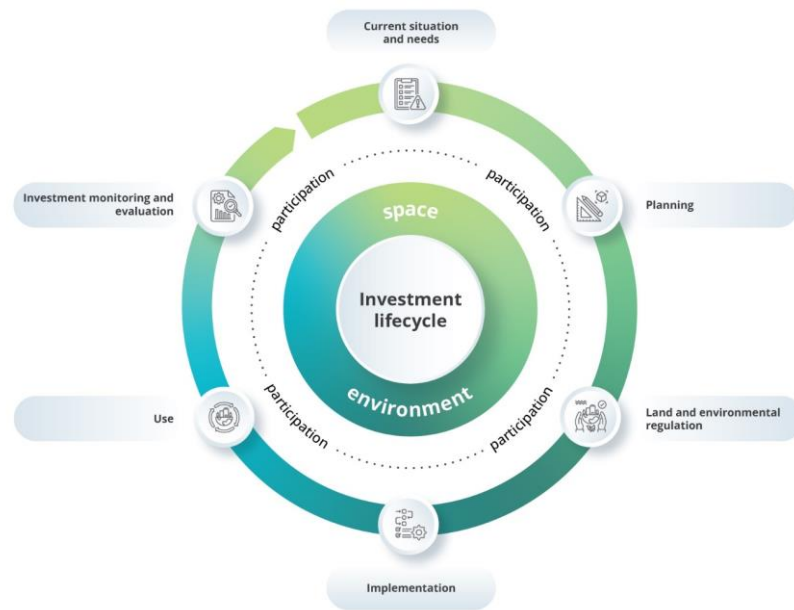 Current situation
and needs
Investment monitoring and
evaluation
participation
participation
Planning
space
Investment
lifecycle
environment
Use
participation
participation
Land and environmental
regulation
Implementation